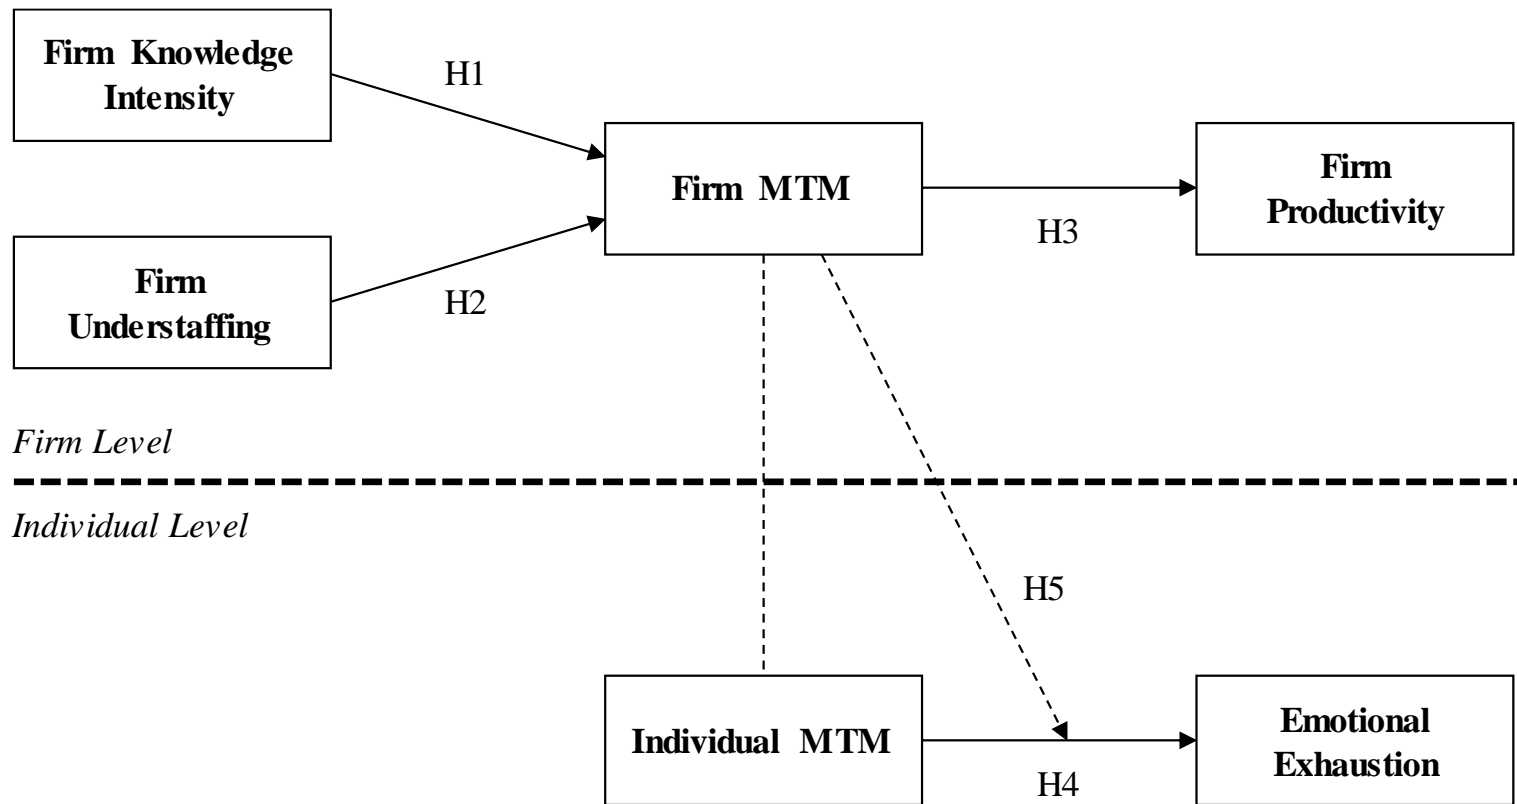 Firm Knowledge
Intensity
H1
Firm MTM
Firm
Productivity
H3
Firm
Understaffing
H2
Firm Level
Individual Level
H5
Individual MTM
Emotional
Exhaustion
H4